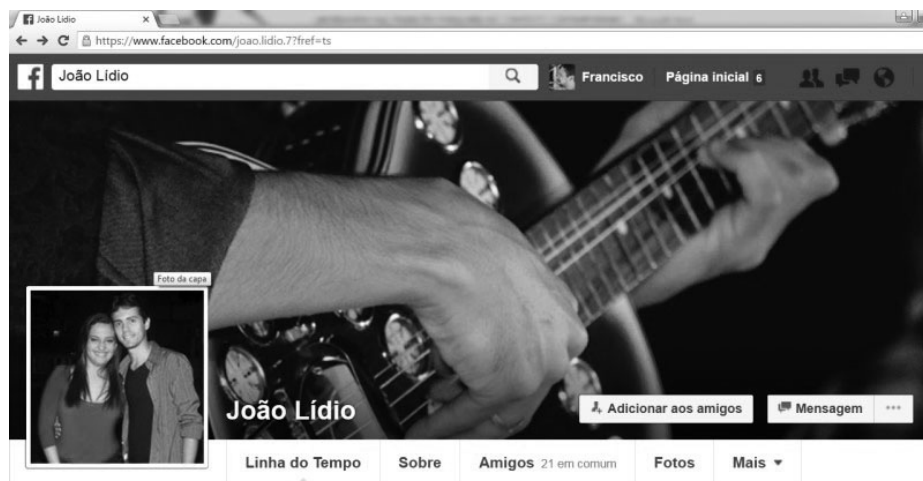 João Lidio
https://www.facebook.com/joao.lidio.7?fref=ts
f João Lídio Francisco Página inicial 6
Foto da capa
João Lídio
Adicionar aos amigos Mensagem ...
Linha do Tempo Sobre Amigos 21 em comum Fotos Mais